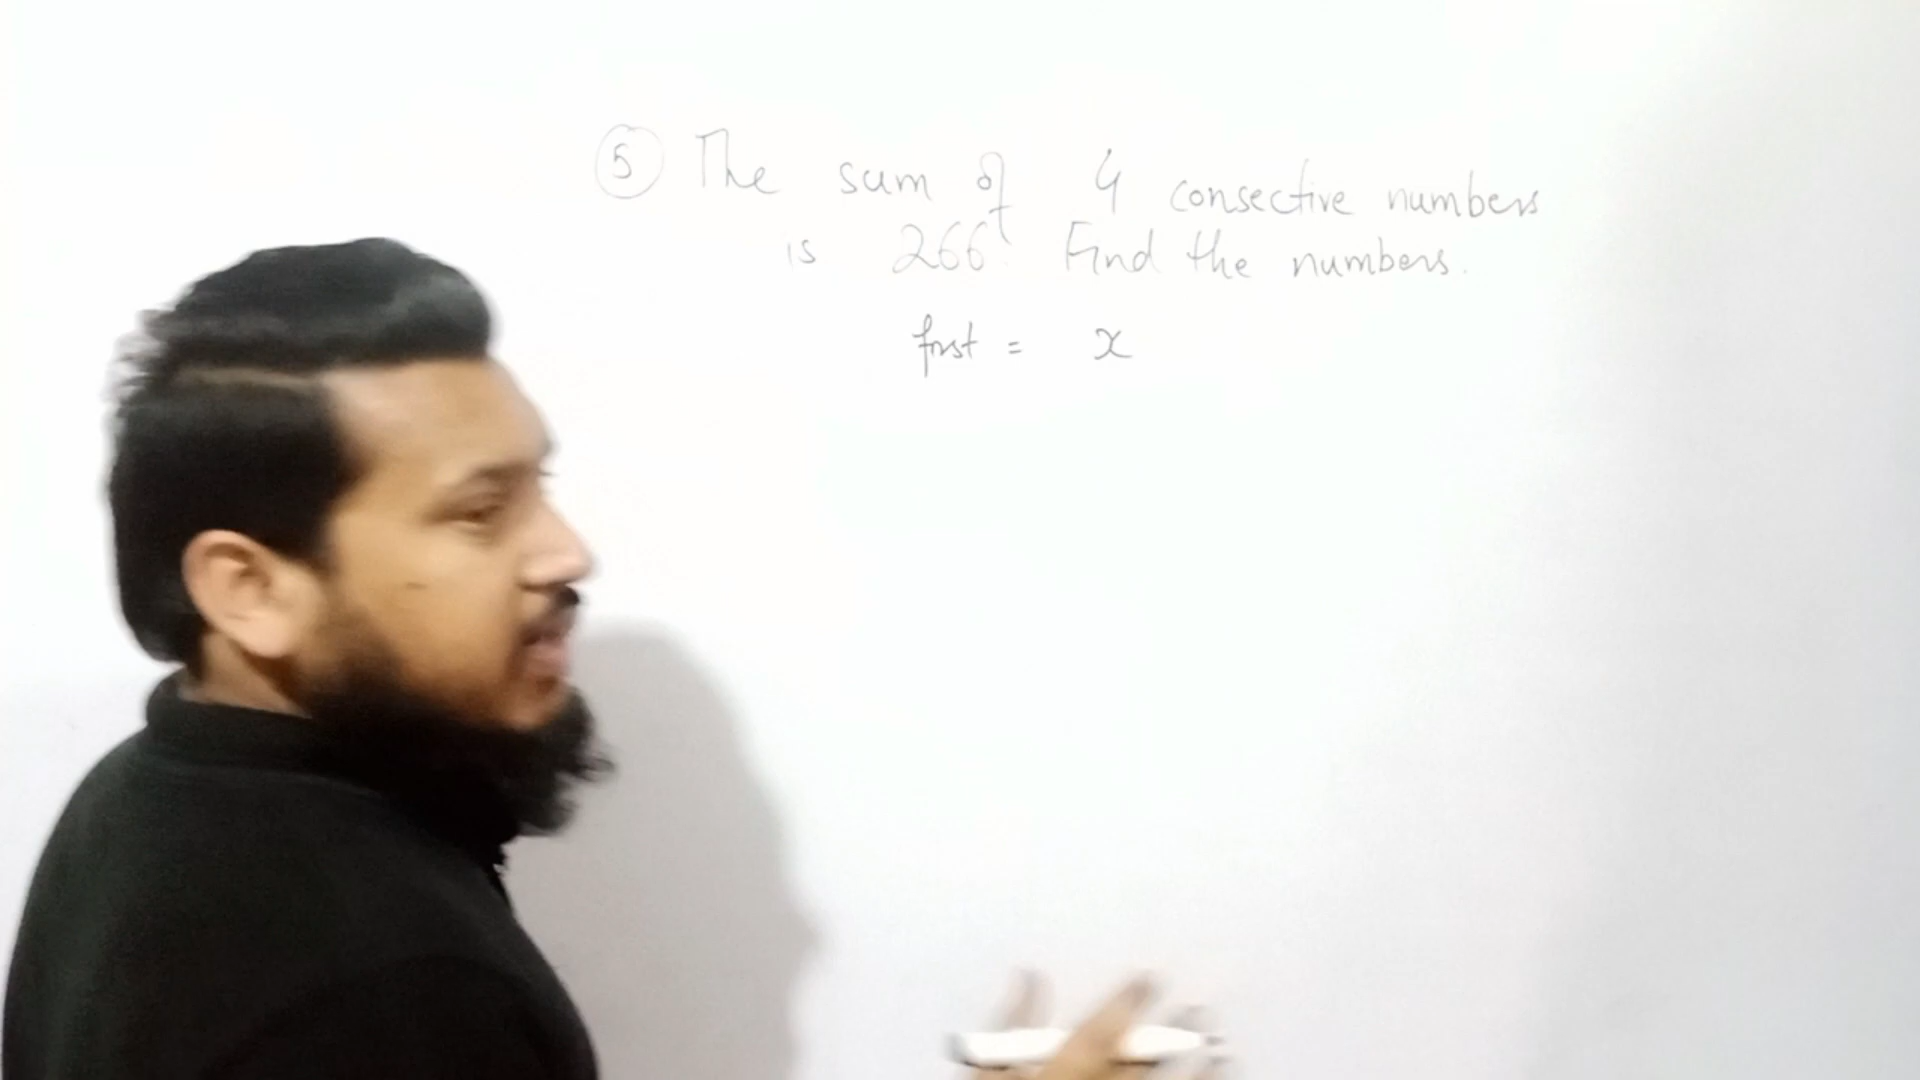 5 The sum of 4 consective numbers
is 266. Find the numbers.
first = x